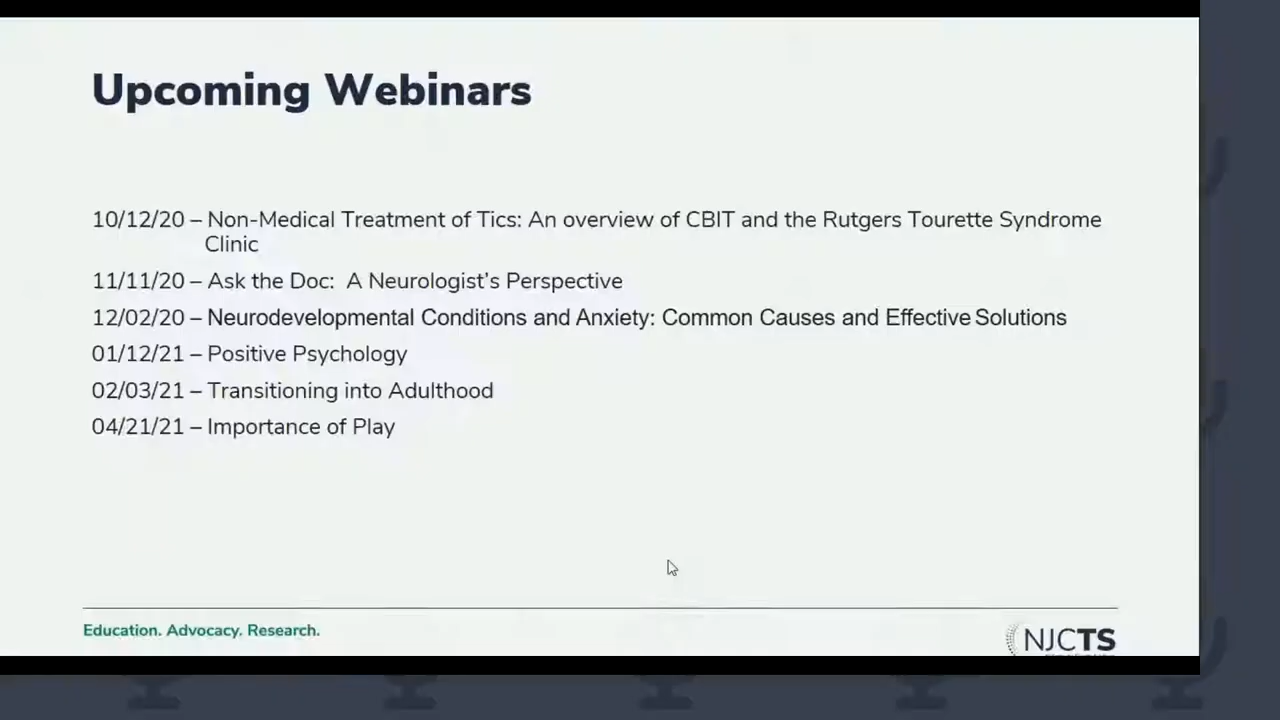 Upcoming Webinars
10/12/20 – Non-Medical Treatment of Tics: An overview of CBIT and the Rutgers Tourette Syndrome
Clinic
11/11/20 – Ask the Doc:  A Neurologist’s Perspective
12/02/20 – Neurodevelopmental Conditions and Anxiety: Common Causes and Effective Solutions
01/12/21 – Positive Psychology
02/03/21 – Transitioning into Adulthood
04/21/21 – Importance of Play
Education. Advocacy. Research.
NJCTS